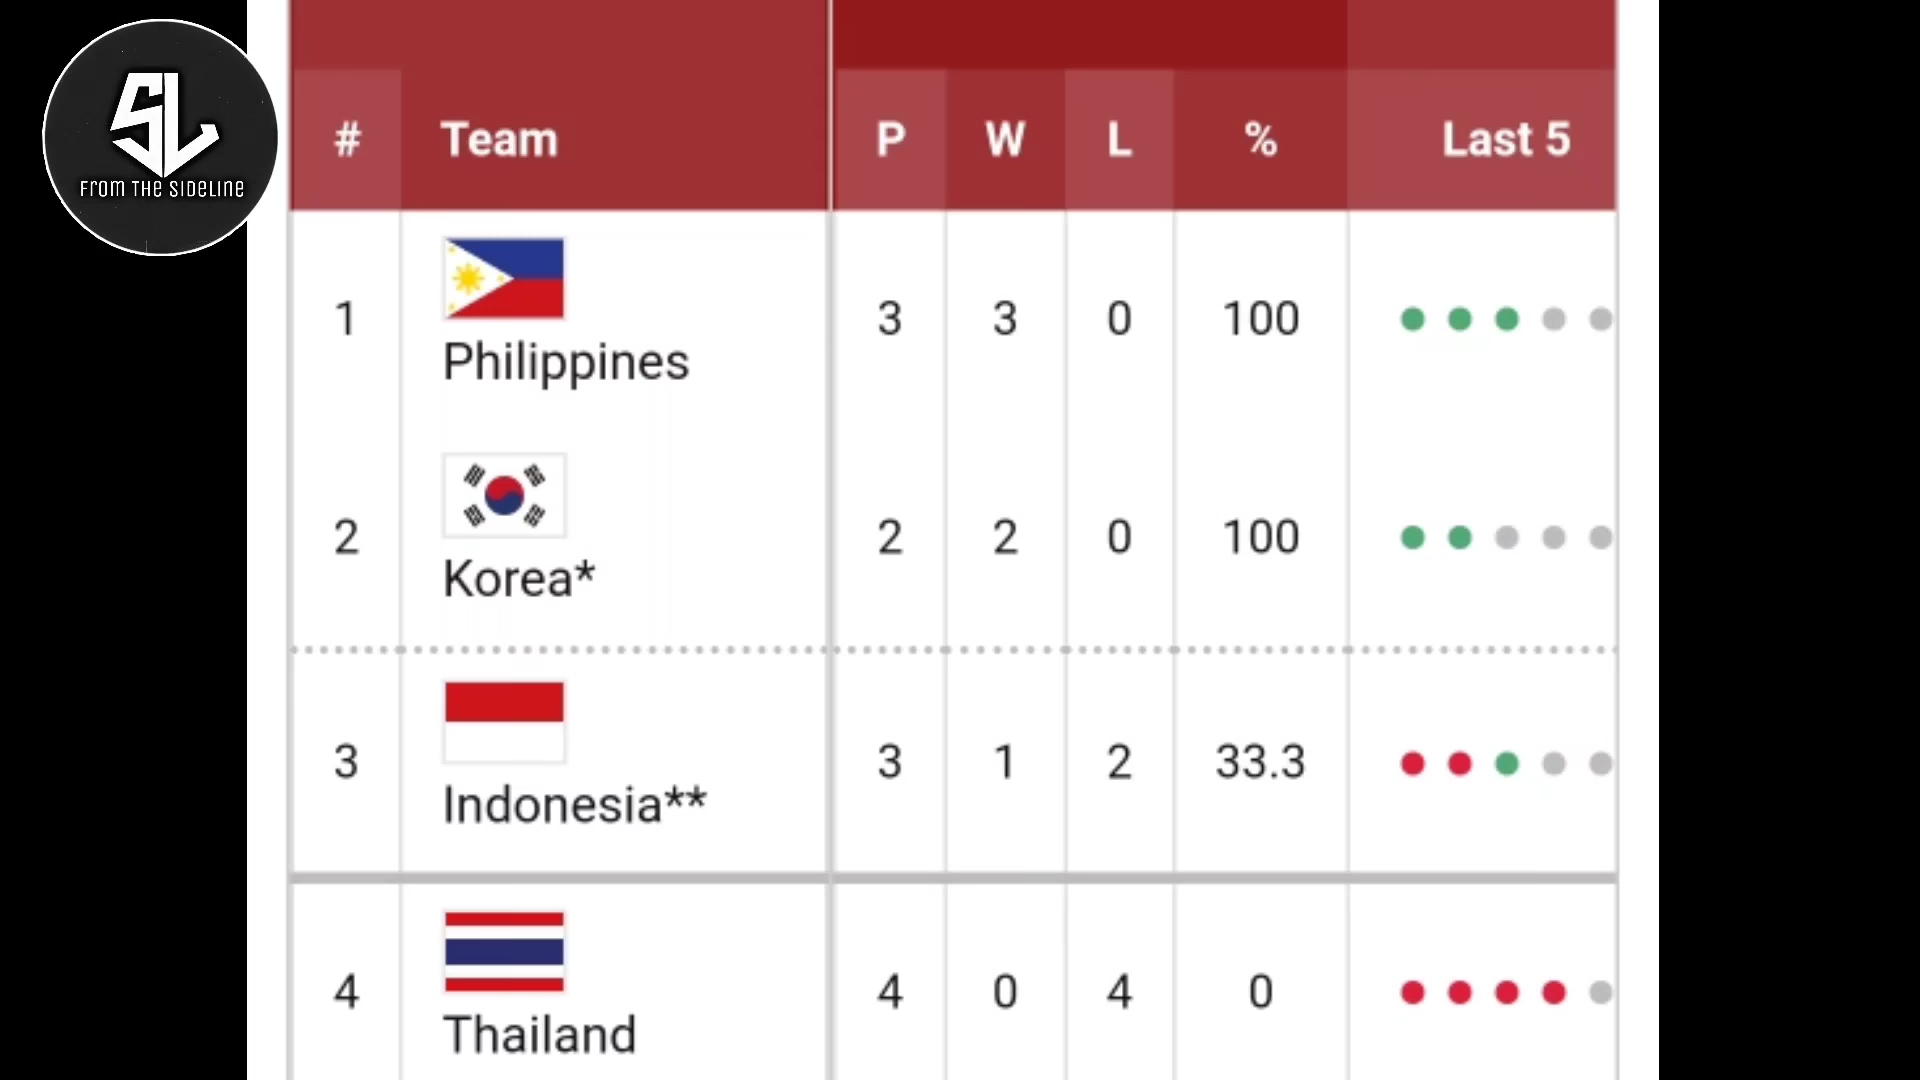 SL
FROM THE SIDELINE
# Team P W L % Last 5
1 Philippines 3 3 0 100
2 Korea* 2 2 0 100
3 Indonesia** 3 1 2 33.3
4 Thailand 4 0 4 0